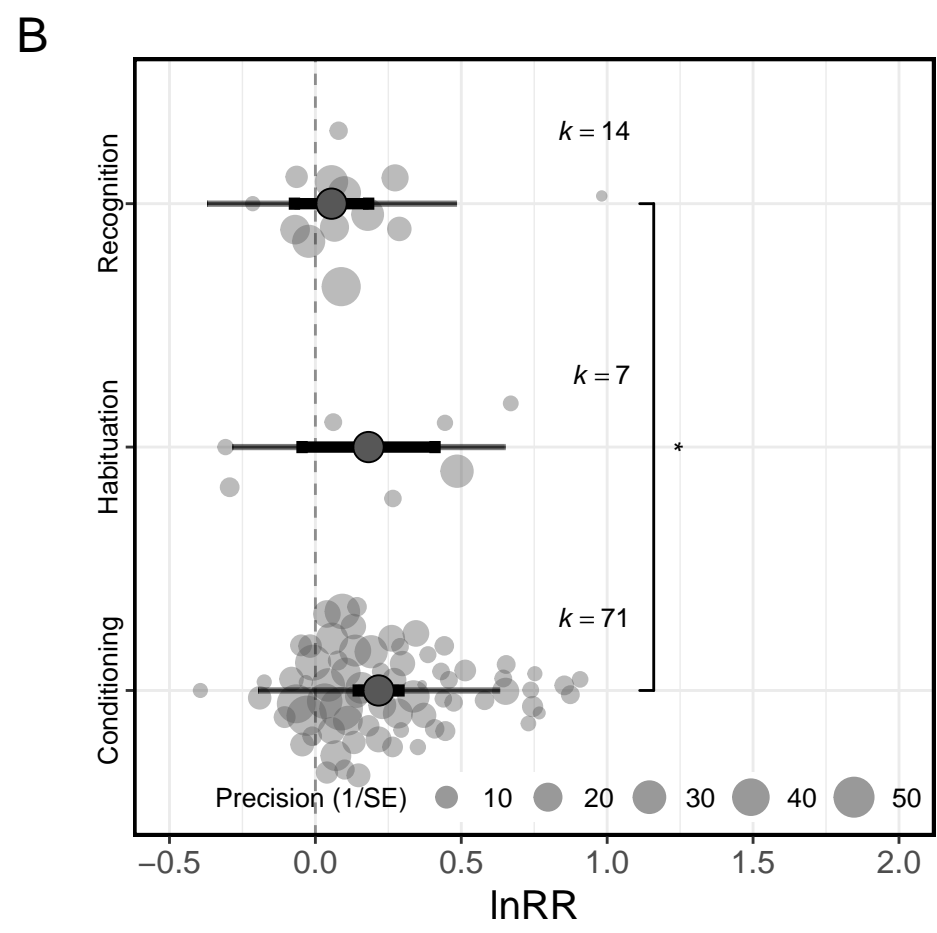 B
Recognition
k = 14
Habituation
k = 7
*
Conditioning
k = 71
Precision (1/SE) 10 20 30 40 50
−0.5 0.0 0.5 1.0 1.5 2.0
lnRR